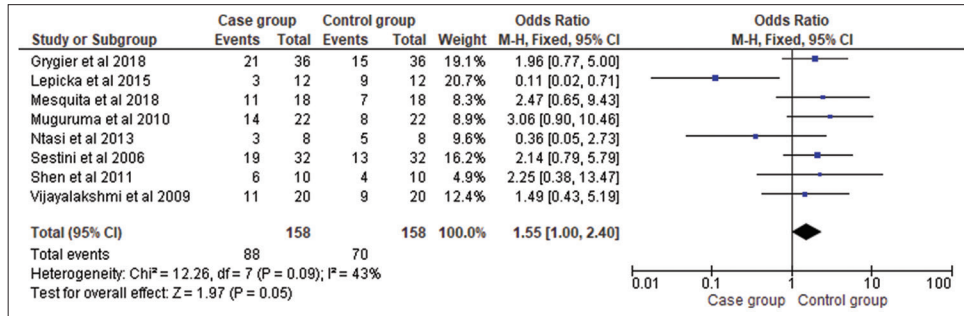 Case group Control group Odds Ratio Odds Ratio
Study or Subgroup Events Total Events Total Weight M-H, Fixed, 95% CI M-H, Fixed, 95% CI
Grygier et al 2018 21 36 15 36 19.1% 1.96 [0.77, 5.00]
Lepicka et al 2015 3 12 9 12 20.7% 0.11 [0.02, 0.71]
Mesquita et al 2018 11 18 7 18 8.3% 2.47 [0.65, 9.43]
Muguruma et al 2010 14 22 8 22 8.9% 3.06 [0.90, 10.46]
Ntasi et al 2013 3 8 5 8 9.6% 0.36 [0.05, 2.73]
Sestini et al 2006 19 32 13 32 16.2% 2.14 [0.79, 5.79]
Shen et al 2011 6 10 4 10 4.9% 2.25 [0.38, 13.47]
Vijayalakshmi et al 2009 11 20 9 20 12.4% 1.49 [0.43, 5.19]
Total (95% CI) 158 158 100.0% 1.55 [1.00, 2.40]
Total events 88 70
Heterogeneity: Chi² = 12.26, df = 7 (P = 0.09); I² = 43%
Test for overall effect: Z = 1.97 (P = 0.05)
0.01 0.1 1 10 100
Case group Control group